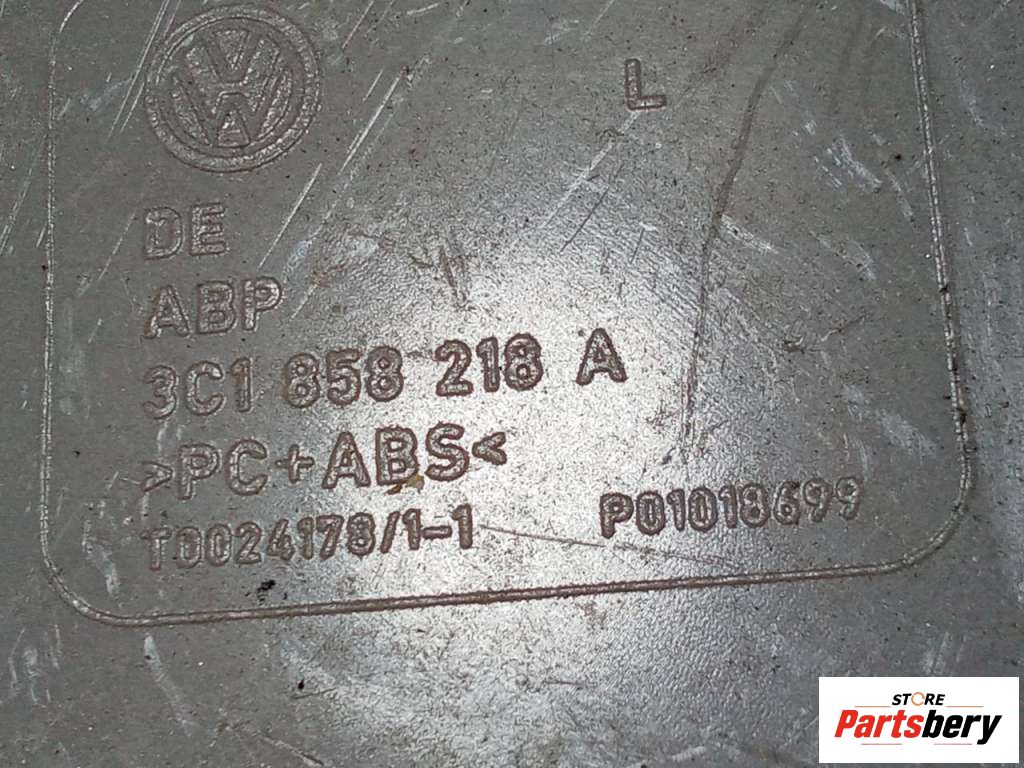 L
DE
ABP
3C1 858 218 A
>PC+ABS<
T0024178/1-1 P01018699
STORE
Partsbery